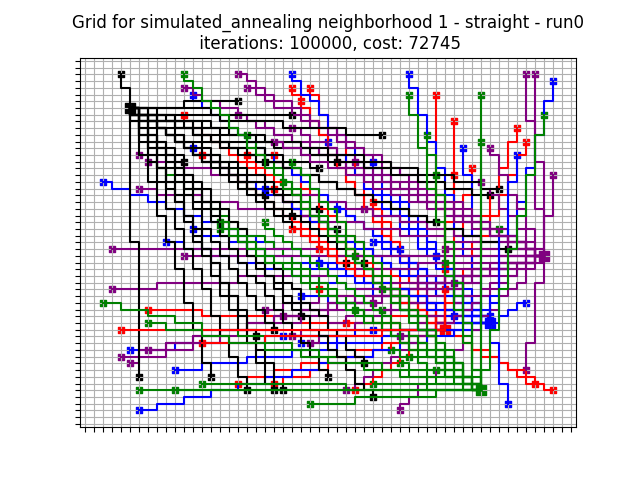 Grid for simulated_annealing neighborhood 1 - straight - run0
iterations: 100000, cost: 72745